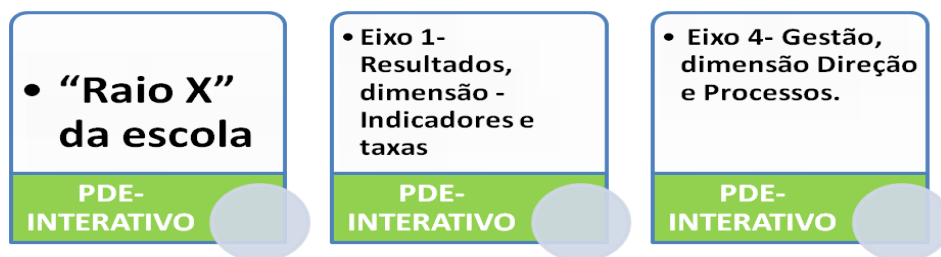 • “Raio X”
da escola
PDE-
INTERATIVO
• Eixo 1-
Resultados,
dimensão -
Indicadores e
taxas
PDE-
INTERATIVO
• Eixo 4- Gestão,
dimensão Direção
e Processos.
PDE-
INTERATIVO